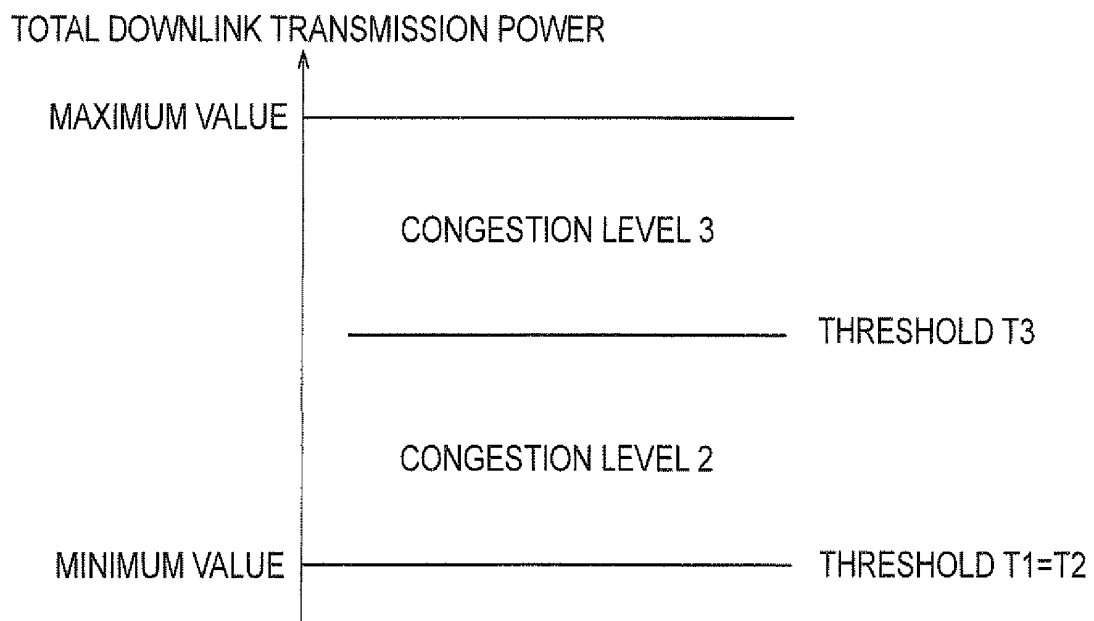 TOTAL DOWNLINK TRANSMISSION POWER
MAXIMUM VALUE
CONGESTION LEVEL 3
THRESHOLD T3
CONGESTION LEVEL 2
MINIMUM VALUE
THRESHOLD T1=T2